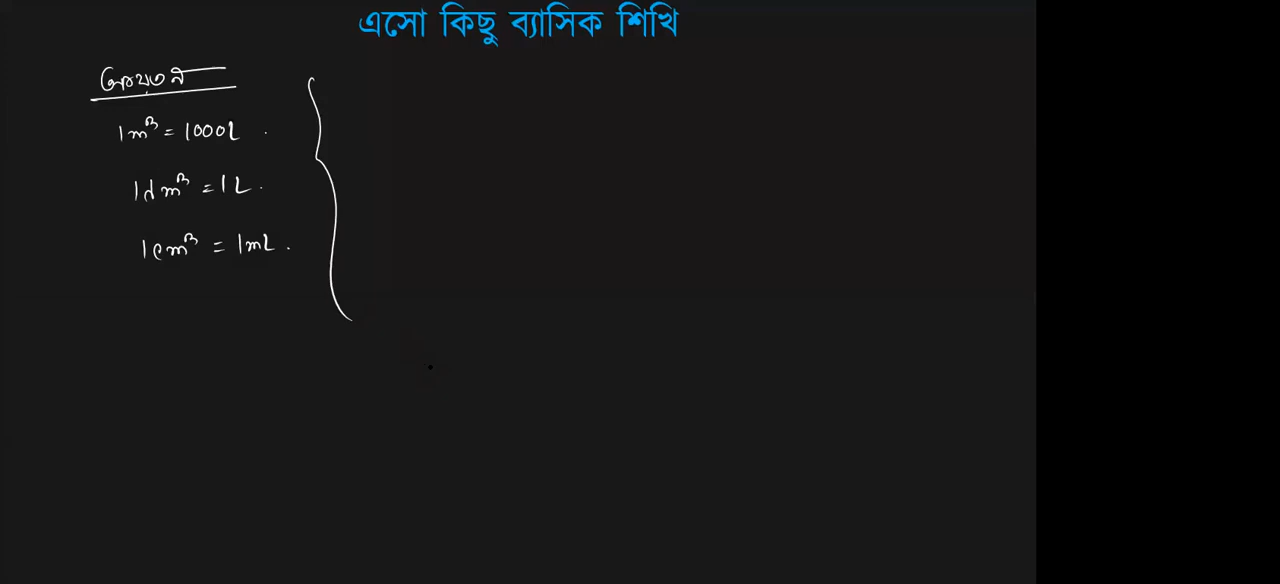 এসো কিছু ব্যাসিক শিখি
আয়তন
1m³ = 1000L
1dm³ = 1L.
1cm³ = 1mL.